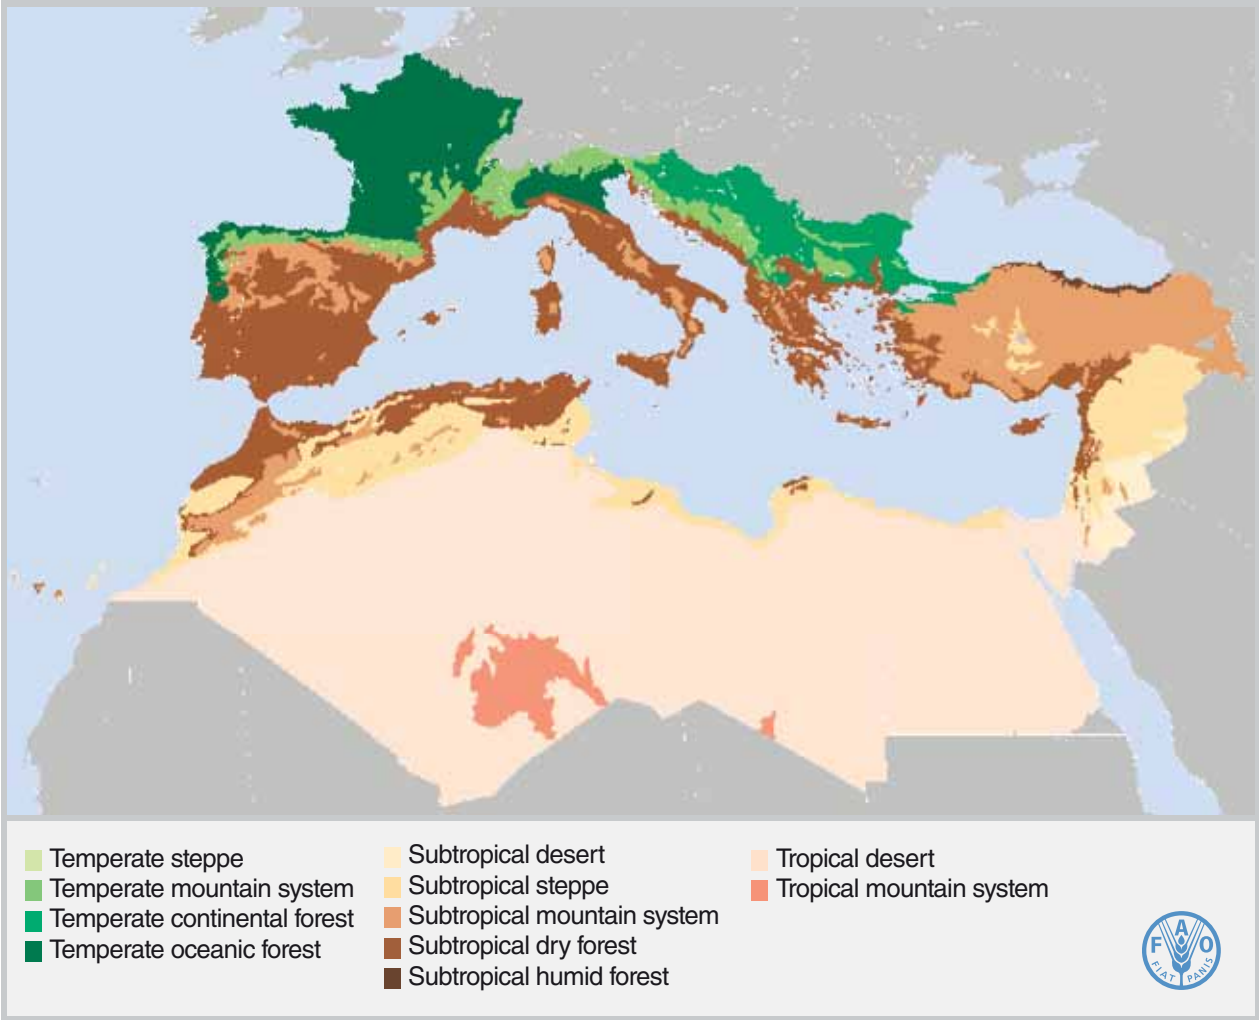 Temperate steppe
Temperate mountain system
Temperate continental forest
Temperate oceanic forest
Subtropical desert
Subtropical steppe
Subtropical mountain system
Subtropical dry forest
Subtropical humid forest
Tropical desert
Tropical mountain system
F A O
FIAT PANIS